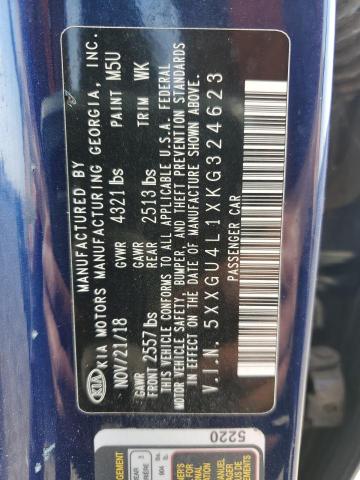 MANUFACTURED BY
KIA KIA MOTORS MANUFACTURING GEORGIA, INC.
NOV/21/18 GVWR 4321 lbs PAINT M5U
GAWR FRONT 2557 lbs GAWR REAR 2513 lbs TRIM WK
THIS VEHICLE CONFORMS TO ALL APPLICABLE U.S.A. FEDERAL
MOTOR VEHICLE SAFETY, BUMPER, AND THEFT PREVENTION STANDARDS
IN EFFECT ON THE DATE OF MANUFACTURE SHOWN ABOVE.
V.I.N. 5XXGU4L1XKG324623
PASSENGER CAR
5220